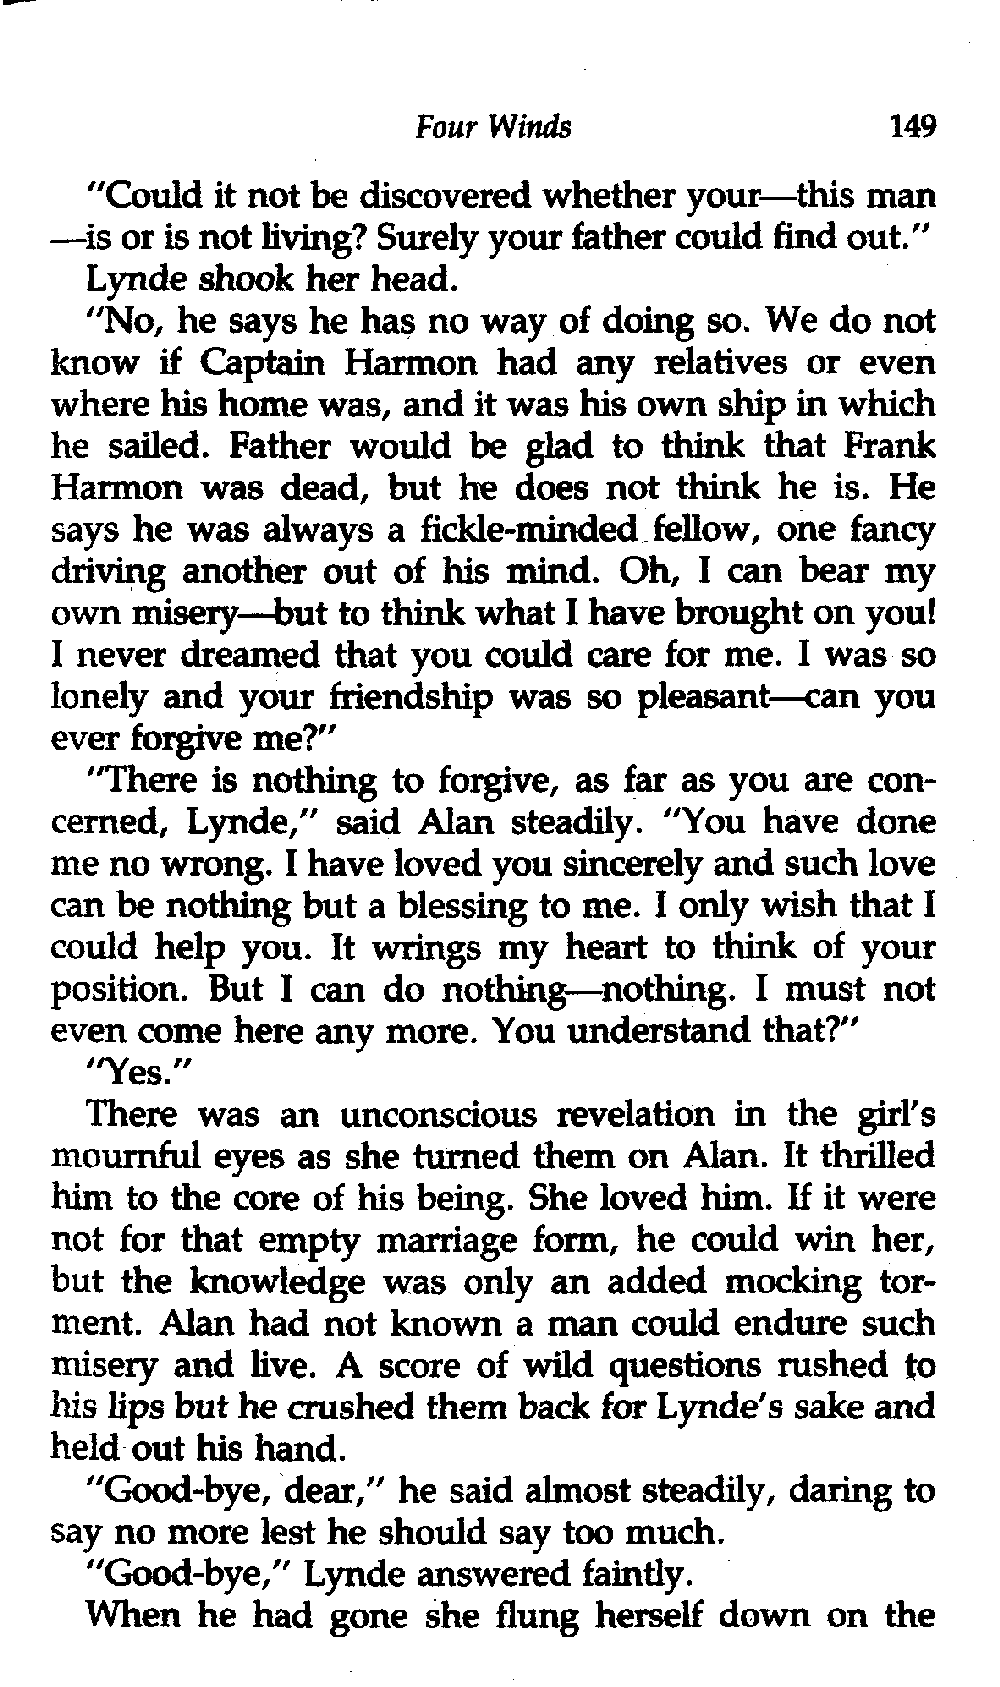 Four Winds 149
"Could it not be discovered whether your—this man
—is or is not living? Surely your father could find out."
Lynde shook her head.
"No, he says he has no way of doing so. We do not
know if Captain Harmon had any relatives or even
where his home was, and it was his own ship in which
he sailed. Father would be glad to think that Frank
Harmon was dead, but he does not think he is. He
says he was always a fickle-minded fellow, one fancy
driving another out of his mind. Oh, I can bear my
own misery—but to think what I have brought on you!
I never dreamed that you could care for me. I was so
lonely and your friendship was so pleasant—can you
ever forgive me?"
"There is nothing to forgive, as far as you are con-
cerned, Lynde," said Alan steadily. "You have done
me no wrong. I have loved you sincerely and such love
can be nothing but a blessing to me. I only wish that I
could help you. It wrings my heart to think of your
position. But I can do nothing—nothing. I must not
even come here any more. You understand that?"
"Yes."
There was an unconscious revelation in the girl's
mournful eyes as she turned them on Alan. It thrilled
him to the core of his being. She loved him. If it were
not for that empty marriage form, he could win her,
but the knowledge was only an added mocking tor-
ment. Alan had not known a man could endure such
misery and live. A score of wild questions rushed to
his lips but he crushed them back for Lynde's sake and
held out his hand.
"Good-bye, dear," he said almost steadily, daring to
say no more lest he should say too much.
"Good-bye," Lynde answered faintly.
When he had gone she flung herself down on the